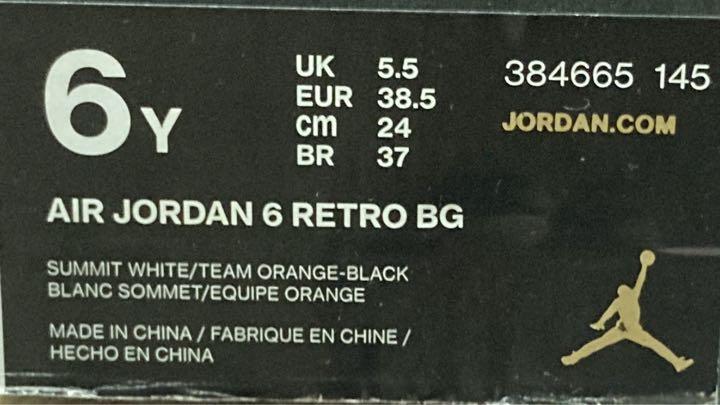 6Y
UK 5.5
EUR 38.5
cm 24
BR 37
384665 145
JORDAN.COM
AIR JORDAN 6 RETRO BG
SUMMIT WHITE/TEAM ORANGE-BLACK
BLANC SOMMET/EQUIPE ORANGE
MADE IN CHINA / FABRIQUE EN CHINE /
HECHO EN CHINA